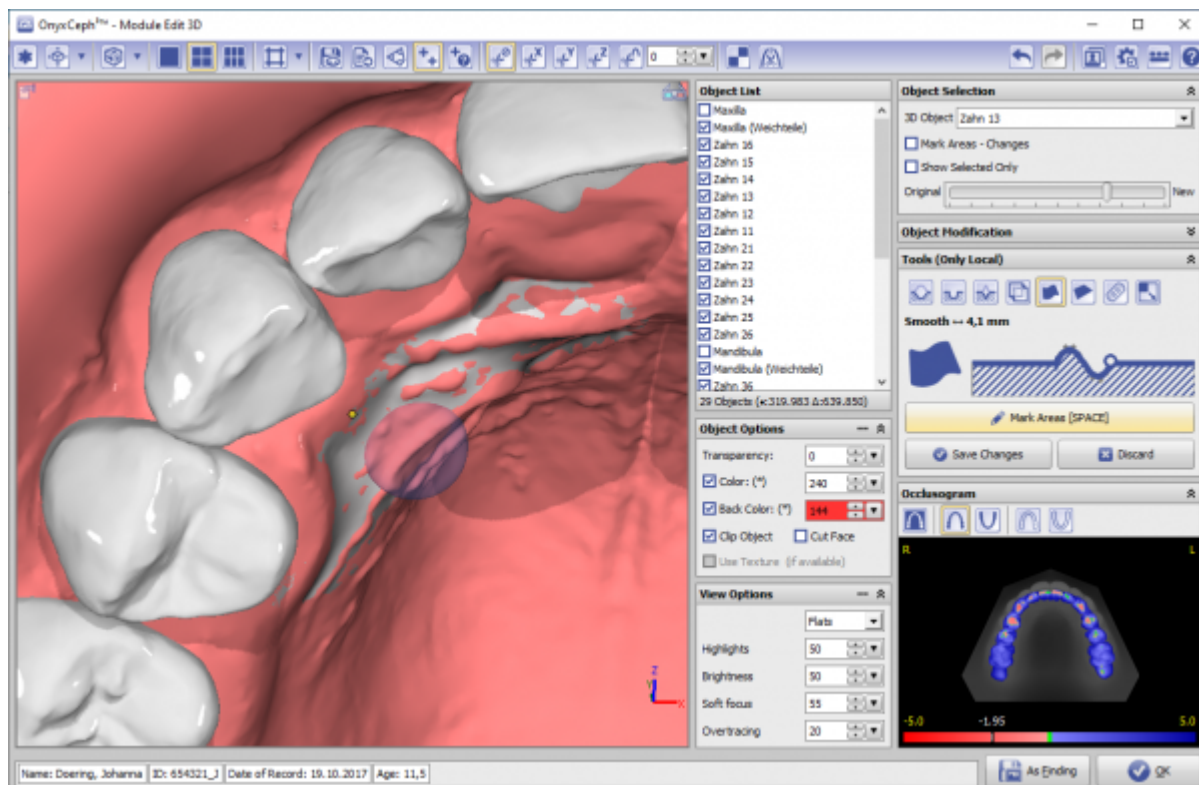 OnyxCeph³ᵀᴹ - Module Edit 3D
0
Object List
Maxilla
Maxilla (Weichteile)
Zahn 16
Zahn 15
Zahn 14
Zahn 13
Zahn 12
Zahn 11
Zahn 21
Zahn 22
Zahn 23
Zahn 24
Zahn 25
Zahn 26
Mandibula
Mandibula (Weichteile)
Zahn 36
29 Objects (∗:319.983 Δ:639.850)
Object Options
Transparency: 0
Color: (*) 240
Back Color: (*) 144
Clip Object Cut Face
Use Texture (if available)
View Options
Flats
Highlights 50
Brightness 50
Soft focus 55
Overtracing 20
Object Selection
3D Object Zahn 13
Mark Areas - Changes
Show Selected Only
Original New
Object Modification
Tools (Only Local)
Smooth ↔ 4,1 mm
Mark Areas [SPACE]
Save Changes Discard
Occlusogram
R L
-5.0 -1.95 5.0
Z
Y
X
Name: Doering, Johanna ID: 654321_J Date of Record: 19.10.2017 Age: 11,5
As Finding OK